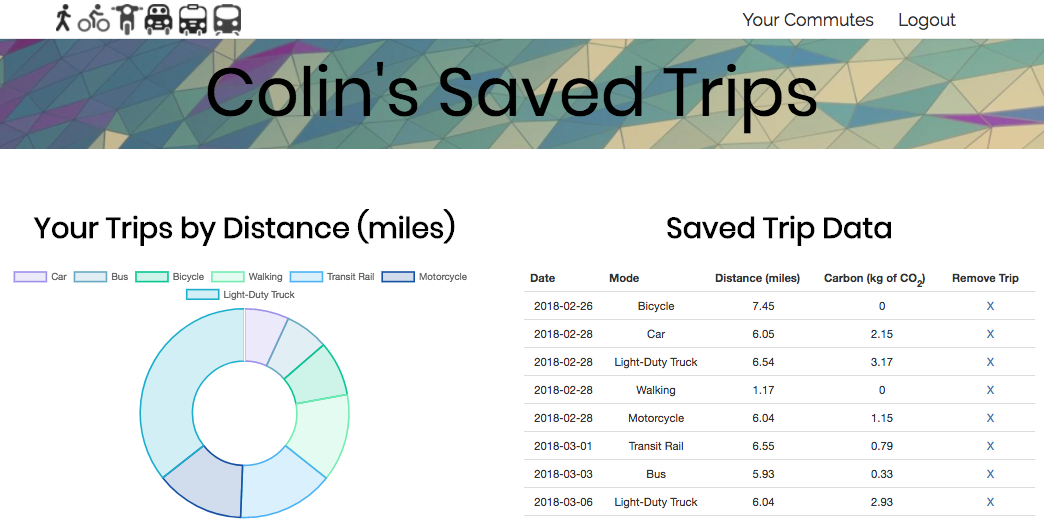 Your Commutes Logout
Colin's Saved Trips
Your Trips by Distance (miles)
Car Bus Bicycle Walking Transit Rail Motorcycle
Light-Duty Truck
Saved Trip Data
Date Mode Distance (miles) Carbon (kg of CO2) Remove Trip
2018-02-26 Bicycle 7.45 0 X
2018-02-28 Car 6.05 2.15 X
2018-02-28 Light-Duty Truck 6.54 3.17 X
2018-02-28 Walking 1.17 0 X
2018-02-28 Motorcycle 6.04 1.15 X
2018-03-01 Transit Rail 6.55 0.79 X
2018-03-03 Bus 5.93 0.33 X
2018-03-06 Light-Duty Truck 6.04 2.93 X